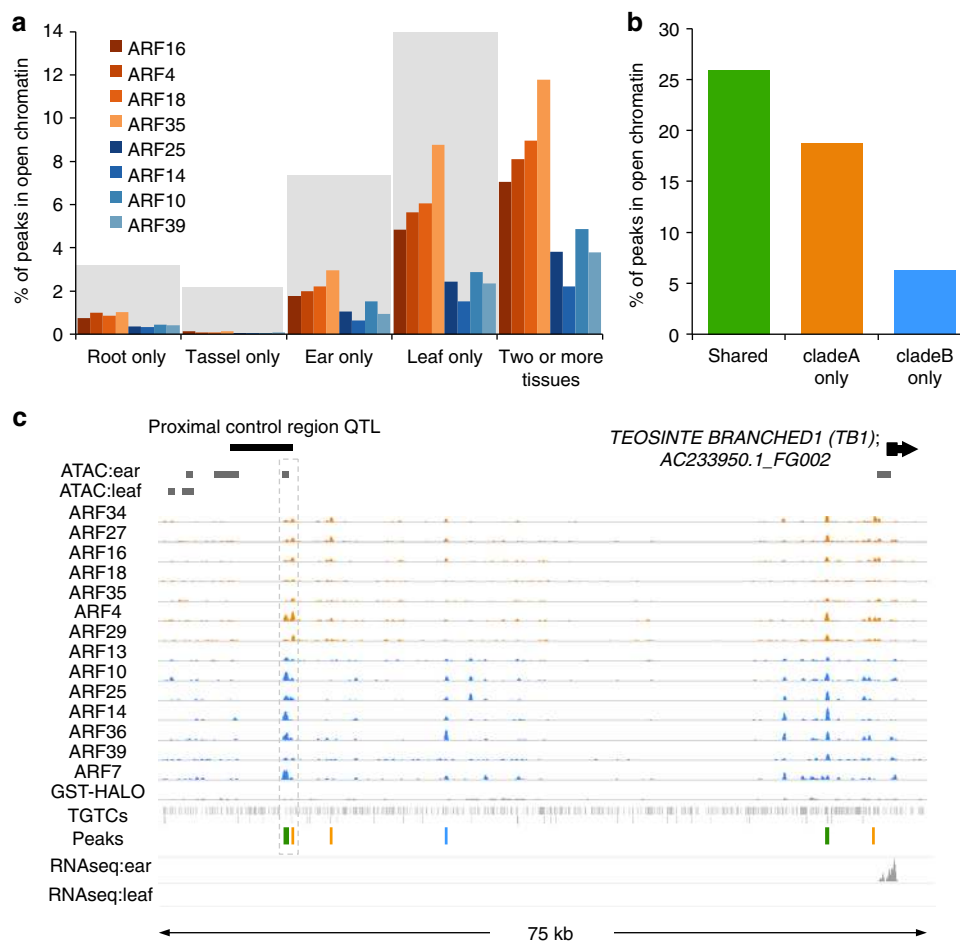 a
% of peaks in open chromatin
14
12
10
8
6
4
2
0
ARF16
ARF4
ARF18
ARF35
ARF25
ARF14
ARF10
ARF39
Root only
Tassel only
Ear only
Leaf only
Two or more
tissues
b
% of peaks in open chromatin
30
25
20
15
10
5
0
Shared
cladeA
only
cladeB
only
c
Proximal control region QTL
TEOSINTE BRANCHED1 (TB1);
AC233950.1_FG002
ATAC:ear
ATAC:leaf
ARF34
ARF27
ARF16
ARF18
ARF35
ARF4
ARF29
ARF13
ARF10
ARF25
ARF14
ARF36
ARF39
ARF7
GST-HALO
TGTCs
Peaks
RNAseq:ear
RNAseq:leaf
75 kb